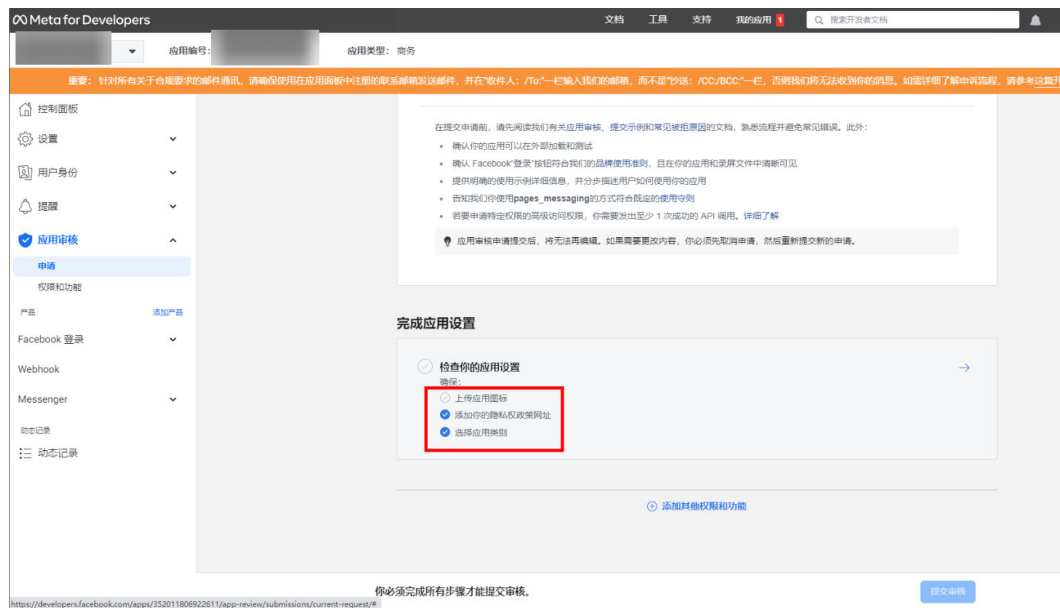 Meta for Developers
文档 工具 支持 我的应用 1 搜索开发者文档
应用编号: 应用类型：商务
重要：针对所有关于合规要求的邮件通讯，请确保使用在应用面板中注册的联系邮箱发送邮件，并在"收件人：/To:"一栏输入我们的邮箱，而不是"抄送：/CC:/BCC:"一栏，否则我们将无法收到你的消息。如需详细了解申诉流程，请参考这篇开
控制面板
设置
用户身份
提醒
应用审核
申请
权限和功能
产品 添加产品
Facebook 登录
Webhook
Messenger
动态记录
动态记录
在提交申请前，请先阅读我们有关应用审核、提交示例和常见被拒原因的文档，熟悉流程并避免常见错误。此外：
确认你的应用可以在外部加载和测试
确认 Facebook"登录"按钮符合我们的品牌使用准则，且在你的应用和录屏文件中清晰可见
提供明确的使用示例详细信息，并分步描述用户如何使用你的应用
告知我们你使用pages_messaging的方式符合既定的使用守则
若要申请特定权限的高级访问权限，你需要发出至少 1 次成功的 API 调用。详细了解
应用审核申请提交后，将无法再编辑。如果需要更改内容，你必须先取消申请，然后重新提交新的申请。
完成应用设置
检查你的应用设置
确保：
上传应用图标
添加你的隐私权政策网址
选择应用类别
添加其他权限和功能
你必须完成所有步骤才能提交审核。
提交审核
https://developers.facebook.com/apps/352011806922611/app-review/submissions/current-request/#